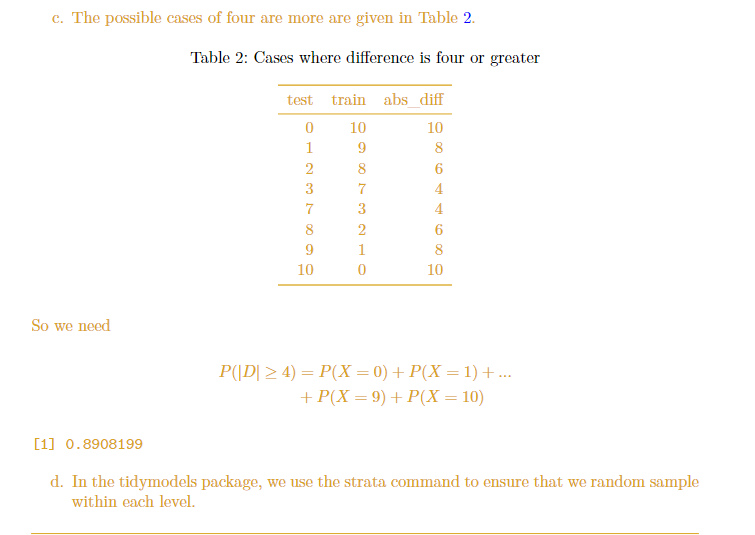 c. The possible cases of four are more are given in Table 2.
Table 2: Cases where difference is four or greater
test train abs_diff
0 10 10
1 9 8
2 8 6
3 7 4
7 3 4
8 2 6
9 1 8
10 0 10
So we need
P(|D| ≥ 4) = P(X = 0) + P(X = 1) + ...
+ P(X = 9) + P(X = 10)
[1] 0.8908199
d. In the tidymodels package, we use the strata command to ensure that we random sample
within each level.